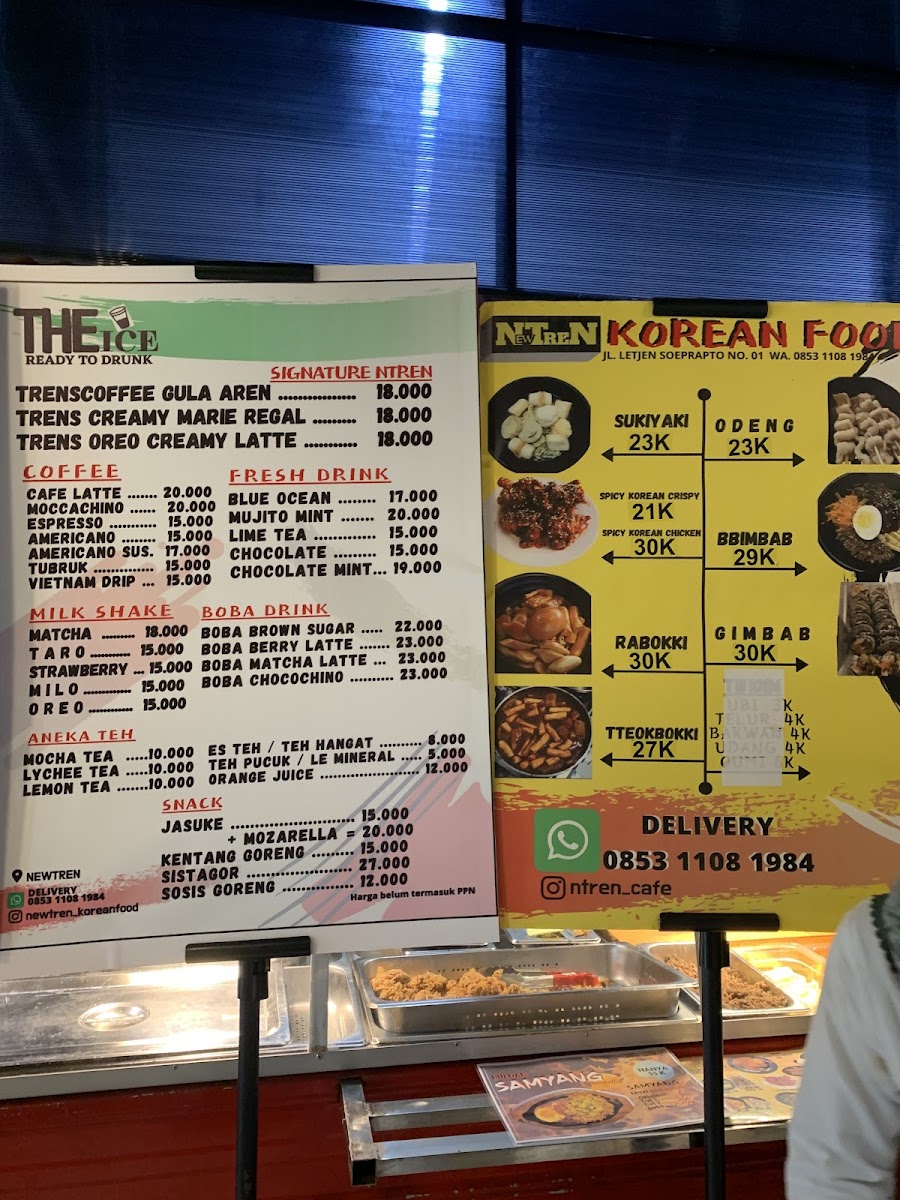 THE ICE
READY TO DRUNK
SIGNATURE NTREN
TRENSCOFFEE GULA AREN ................. 18.000
TRENS CREAMY MARIE REGAL .......... 18.000
TRENS OREO CREAMY LATTE ............ 18.000
COFFEE
CAFE LATTE ....... 20.000
MOCCACHINO ...... 20.000
ESPRESSO ........... 15.000
AMERICANO ........ 15.000
AMERICANO SUS. 17.000
TUBRUK .............. 15.000
VIETNAM DRIP ... 15.000
FRESH DRINK
BLUE OCEAN ........ 17.000
MUJITO MINT ....... 20.000
LIME TEA ............. 15.000
CHOCOLATE ......... 15.000
CHOCOLATE MINT... 19.000
MILK SHAKE
MATCHA ......... 18.000
TARO .......... 15.000
STRAWBERRY ... 15.000
MILO ............ 15.000
OREO ........... 15.000
BOBA DRINK
BOBA BROWN SUGAR ..... 22.000
BOBA BERRY LATTE ....... 23.000
BOBA MATCHA LATTE ... 23.000
BOBA CHOCOCHINO .......... 23.000
ANEKA TEH
MOCHA TEA .....10.000
LYCHEE TEA .....10.000
LEMON TEA .......10.000
ES TEH / TEH HANGAT .......... 8.000
TEH PUCUK / LE MINERAL ..... 5.000
ORANGE JUICE ....................... 12.000
SNACK
JASUKE ........................ 15.000
+ MOZARELLA = 20.000
KENTANG GORENG ......... 15.000
SISTAGOR ..................... 27.000
SOSIS GORENG .............. 12.000
Harga belum termasuk PPN
NEWTREN
DELIVERY
0853 1108 1984
newtren_koreanfood
NEWTREN KOREAN FOO
JL. LETJEN SOEPRAPTO NO. 01 WA. 0853 1108 1984
SUKIYAKI
23K
ODENG
23K
SPICY KOREAN CRISPY
21K
SPICY KOREAN CHICKEN
30K
BBIMBAB
29K
RABOKKI
30K
GIMBAB
30K
TTEOKBOKKI
27K
UBI 3K
TELUR 4K
BAKWAN 4K
UDANG 4K
GUMI 6K
DELIVERY
0853 1108 1984
ntren_cafe
SAMYANG
HANYA
SAMYANG